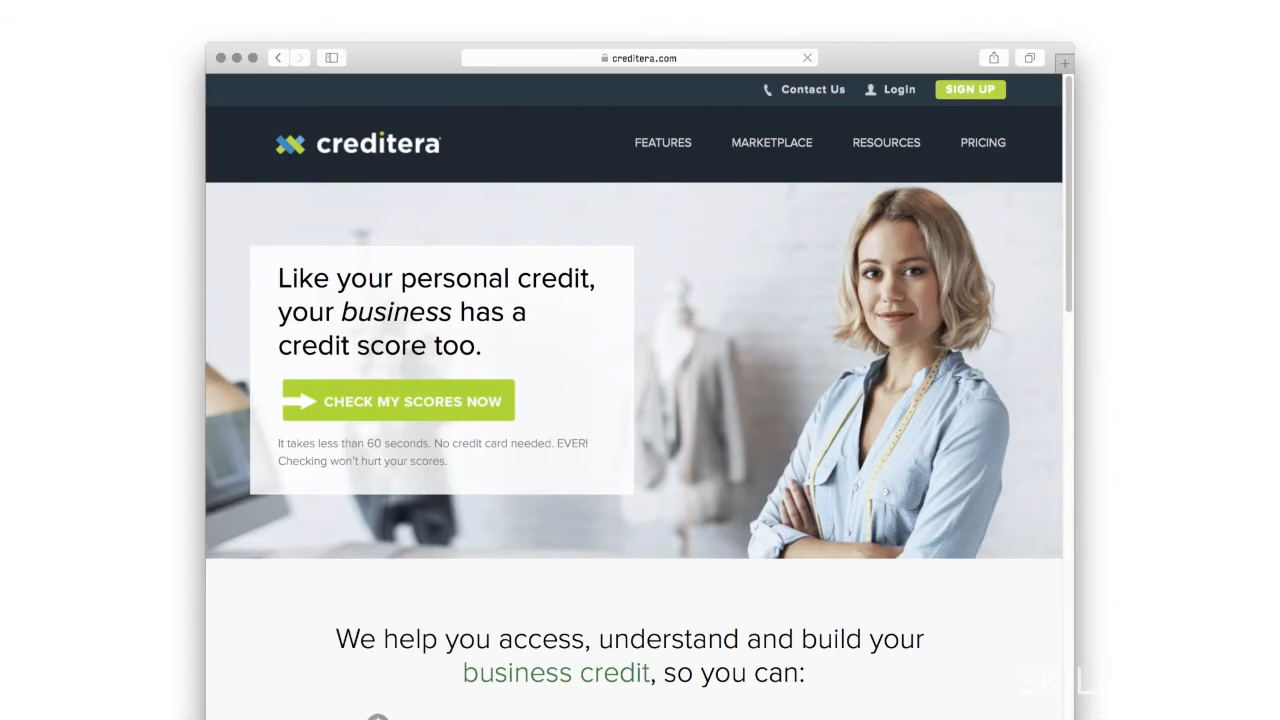 creditera.com
Contact Us Login SIGN UP
creditera FEATURES MARKETPLACE RESOURCES PRICING
Like your personal credit,
your business has a
credit score too.
CHECK MY SCORES NOW
It takes less than 60 seconds. No credit card needed. EVER!
Checking won't hurt your scores.
We help you access, understand and build your
business credit, so you can: